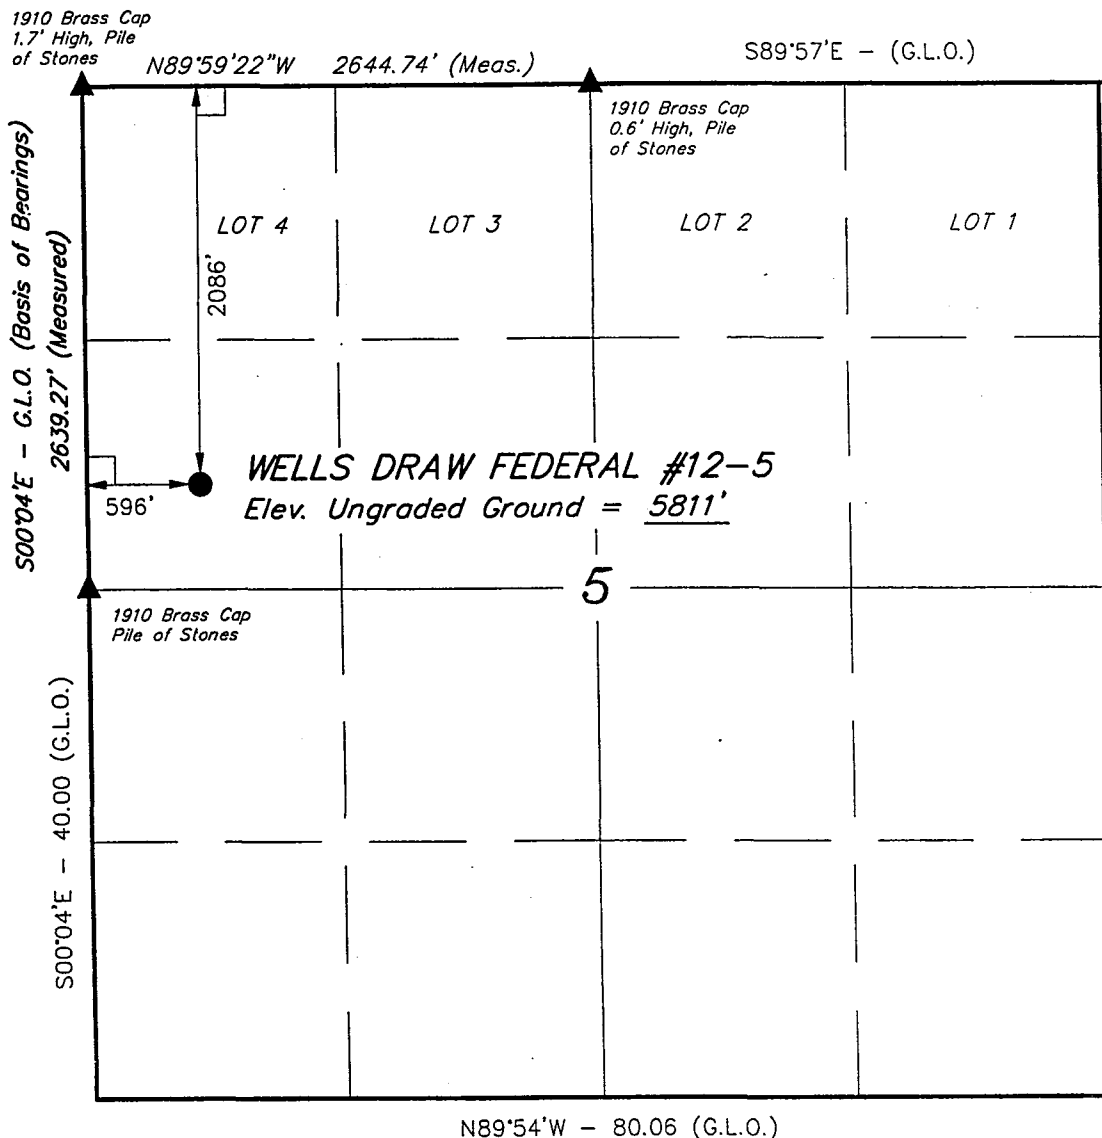 1910 Brass Cap
1.7' High, Pile
of Stones
N89°59'22"W 2644.74' (Meas.)
S89°57'E - (G.L.O.)
1910 Brass Cap
0.6' High, Pile
of Stones
S00°04'E - G.L.O. (Basis of Bearings)
2639.27' (Measured)
LOT 4
LOT 3
LOT 2
LOT 1
2086'
WELLS DRAW FEDERAL #12-5
Elev. Ungraded Ground = 5811'
596'
5
1910 Brass Cap
Pile of Stones
S00°04'E - 40.00 (G.L.O.)
N89°54'W - 80.06 (G.L.O.)